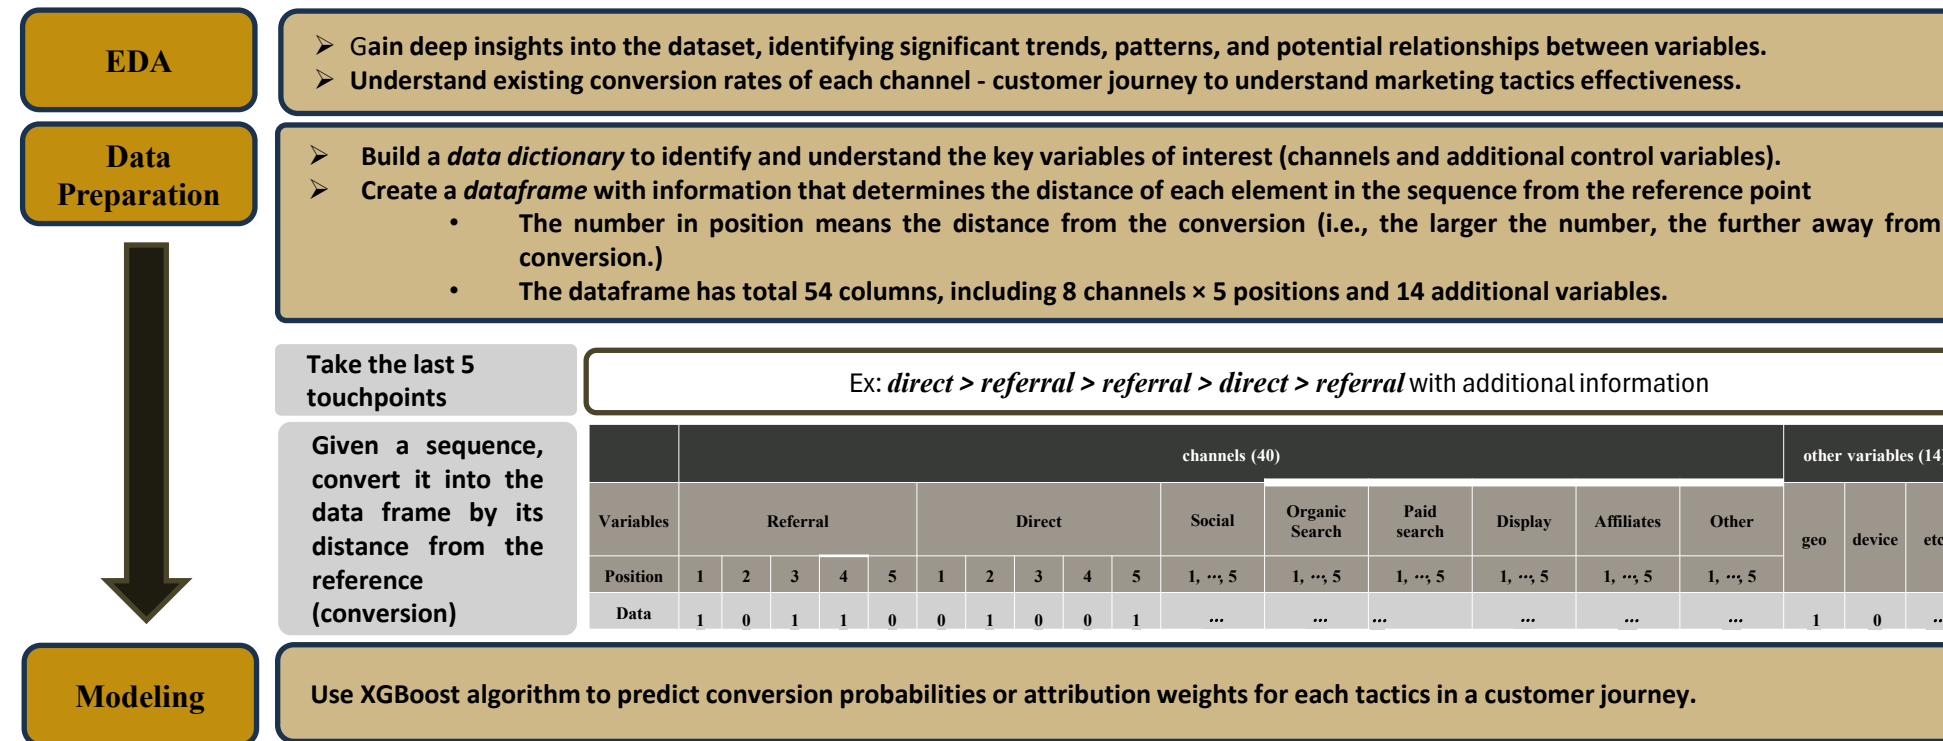 EDA
➢ Gain deep insights into the dataset, identifying significant trends, patterns, and potential relationships between variables.
➢ Understand existing conversion rates of each channel - customer journey to understand marketing tactics effectiveness.
Data
Preparation
➢ Build a data dictionary to identify and understand the key variables of interest (channels and additional control variables).
➢ Create a dataframe with information that determines the distance of each element in the sequence from the reference point
• The number in position means the distance from the conversion (i.e., the larger the number, the further away from
conversion.)
• The dataframe has total 54 columns, including 8 channels × 5 positions and 14 additional variables.
Take the last 5
touchpoints
Ex: direct > referral > referral > direct > referral with additional information
Given a sequence,
convert it into the
data frame by its
distance from the
reference
(conversion)
channels (40) other variables (14
Variables Referral Direct Social Organic Search Paid search Display Affiliates Other geo device etc
Position 1 2 3 4 5 1 2 3 4 5 1, ···, 5 1, ···, 5 1, ···, 5 1, ···, 5 1, ···, 5 1, ···, 5
Data 1 0 1 1 0 0 1 0 0 1 ... ... ... ... ... ... 1 0 ...
Modeling
Use XGBoost algorithm to predict conversion probabilities or attribution weights for each tactics in a customer journey.